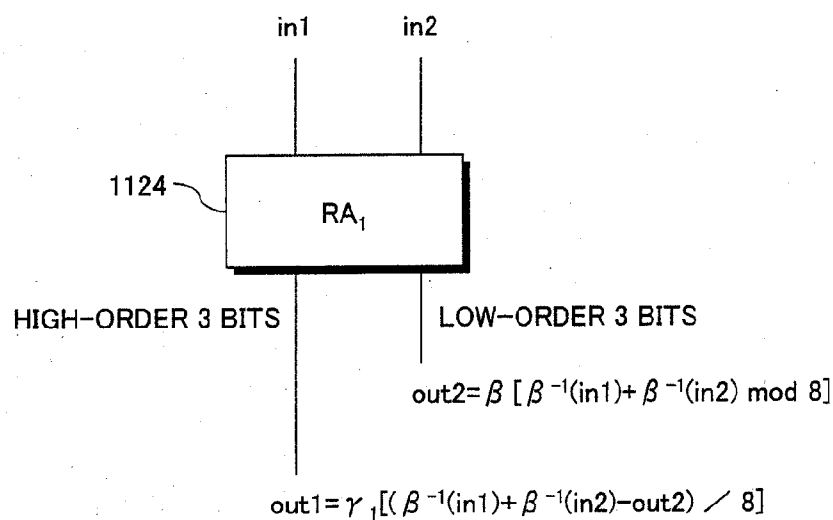 in1 in2
1124
RA₁
HIGH-ORDER 3 BITS LOW-ORDER 3 BITS
out2=β[β⁻¹(in1)+β⁻¹(in2) mod 8]
out1=γ₁[(β⁻¹(in1)+β⁻¹(in2)-out2)／8]